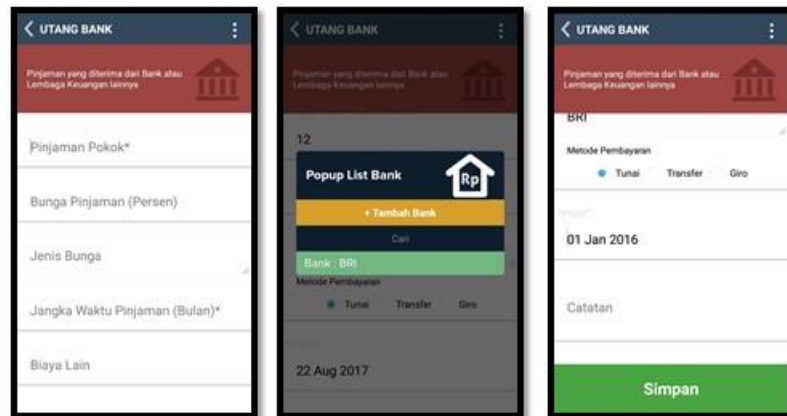 UTANG BANK
Pinjaman yang diterima dari Bank atau
Lembaga Keuangan lainnya
Pinjaman Pokok*
Bunga Pinjaman (Persen)
Jenis Bunga
Jangka Waktu Pinjaman (Bulan)*
Biaya Lain
UTANG BANK
Pinjaman yang diterima dari Bank atau
Lembaga Keuangan lainnya
12
Popup List Bank
Rp
+ Tambah Bank
Cari
Bank : BRI
Metode Pembayaran
Tunai Transfer Giro
22 Aug 2017
UTANG BANK
Pinjaman yang diterima dari Bank atau
Lembaga Keuangan lainnya
BRI
Metode Pembayaran
Tunai Transfer Giro
01 Jan 2016
Catatan
Simpan